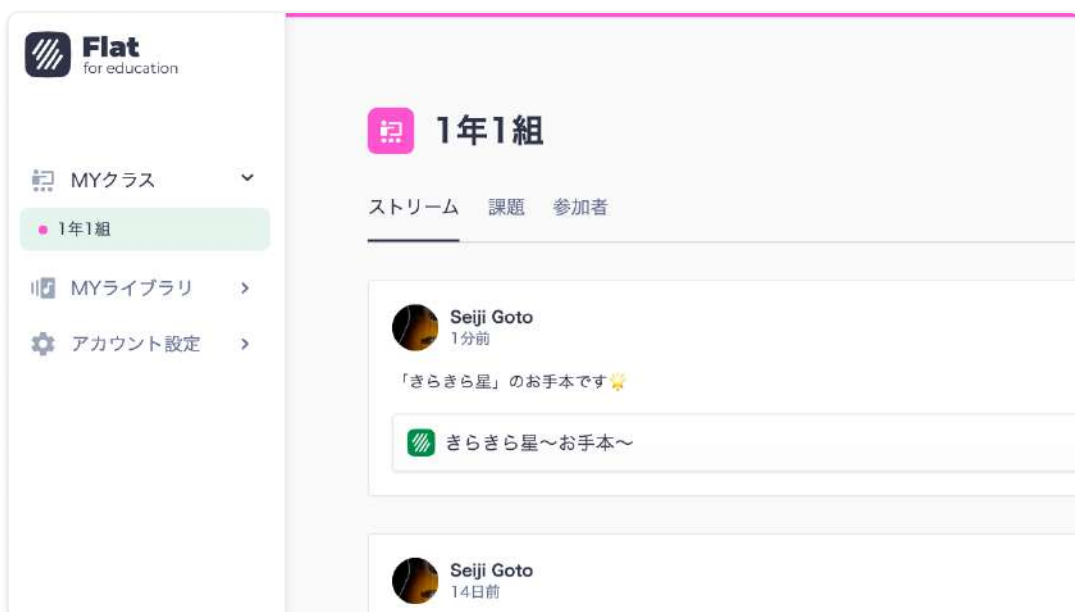 Flat
for education
MYクラス
1年1組
MYライブラリ
アカウント設定
1年1組
ストリーム 課題 参加者
Seiji Goto
1分前
「きらきら星」のお手本です🌟
きらきら星〜お手本〜
Seiji Goto
14日前